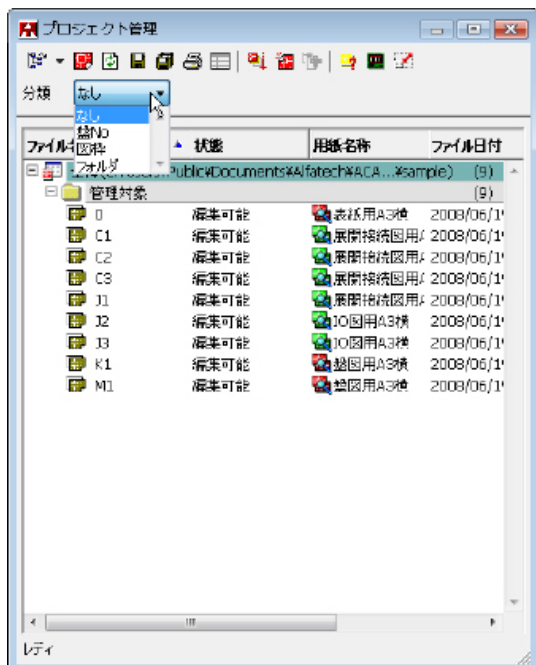 プロジェクト管理
分類 なし
なし
盤No
図枠
フォルダ
状態 用紙名称 ファイル日付
Public¥Documents¥Alfatech¥ACA...¥sample) (9)
管理対象 (9)
0 編集可能 表紙用A3横 2008/06/1
C1 編集可能 展開接続図用 2008/06/1
C2 編集可能 展開接続図用 2008/06/1
C3 編集可能 展開接続図用 2008/06/1
J1 編集可能 展開接続図用 2008/06/1
J2 編集可能 IO図用A3横 2008/06/1
J3 編集可能 IO図用A3横 2008/06/1
K1 編集可能 盤図用A3横 2008/06/1
M1 編集可能 盤図用A3横 2008/06/1
レディ